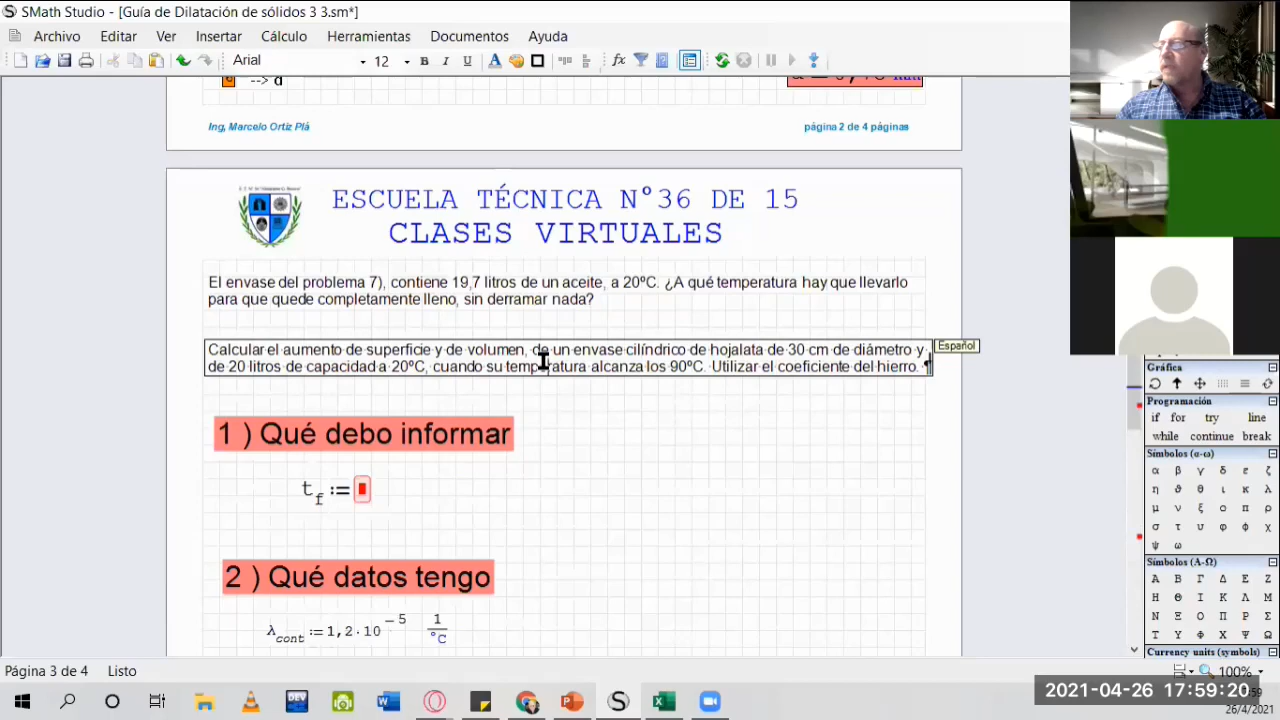 SMath Studio - [Guía de Dilatación de sólidos 3 3.sm*]
Archivo Editar Ver Insertar Cálculo Herramientas Documentos Ayuda
Arial 12 B I U A fx
--> d
Ing, Marcelo Ortiz Plá página 2 de 4 páginas
ESCUELA TÉCNICA N°36 DE 15
CLASES VIRTUALES
El envase del problema 7), contiene 19,7 litros de un aceite, a 20ºC. ¿A qué temperatura hay que llevarlo
para que quede completamente lleno, sin derramar nada?
Calcular el aumento de superficie y de volumen, de un envase cilíndrico de hojalata de 30 cm de diámetro y
de 20 litros de capacidad a 20ºC, cuando su temperatura alcanza los 90ºC. Utilizar el coeficiente del hierro. ¶
Español
1 ) Qué debo informar
t f :=
2 ) Qué datos tengo
λ cont := 1,2·10 −5 1/°C
Gráfica
Programación
if for try line
while continue break
Símbolos (α-ω)
α β γ δ ε ζ
η ϑ θ ι κ λ
μ ν ξ ο π ρ
σ τ υ φ ϕ χ
ψ ω
Símbolos (Α-Ω)
Α Β Γ Δ Ε Ζ
Η Θ Ι Κ Λ Μ
Ν Ξ Ο Π Ρ Σ
Τ Υ Φ Χ Ψ Ω
Currency units (symbols)
Página 3 de 4 Listo 100%
DEV
2021-04-26 17:59:20
26/4/2021